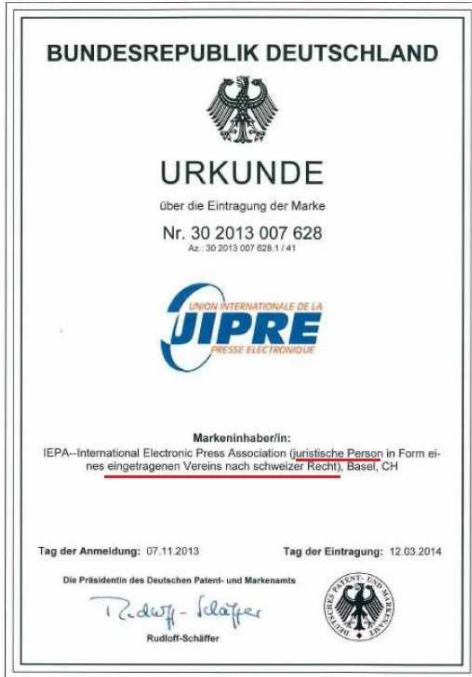 BUNDESREPUBLIK DEUTSCHLAND
URKUNDE
über die Eintragung der Marke
Nr. 30 2013 007 628
Az.: 30 2013 007 628.1 / 41
UNION INTERNATIONALE DE LA
UIPRE
PRESSE ELECTRONIQUE
Markeninhaber/in:
IEPA--International Electronic Press Association (juristische Person in Form ei-
nes eingetragenen Vereins nach schweizer Recht), Basel, CH
Tag der Anmeldung: 07.11.2013 Tag der Eintragung: 12.03.2014
Die Präsidentin des Deutschen Patent- und Markenamts
Rudloff-Schäffer
Rudloff-Schäffer
DEUTSCHES PATENT- UND MARKENAMT